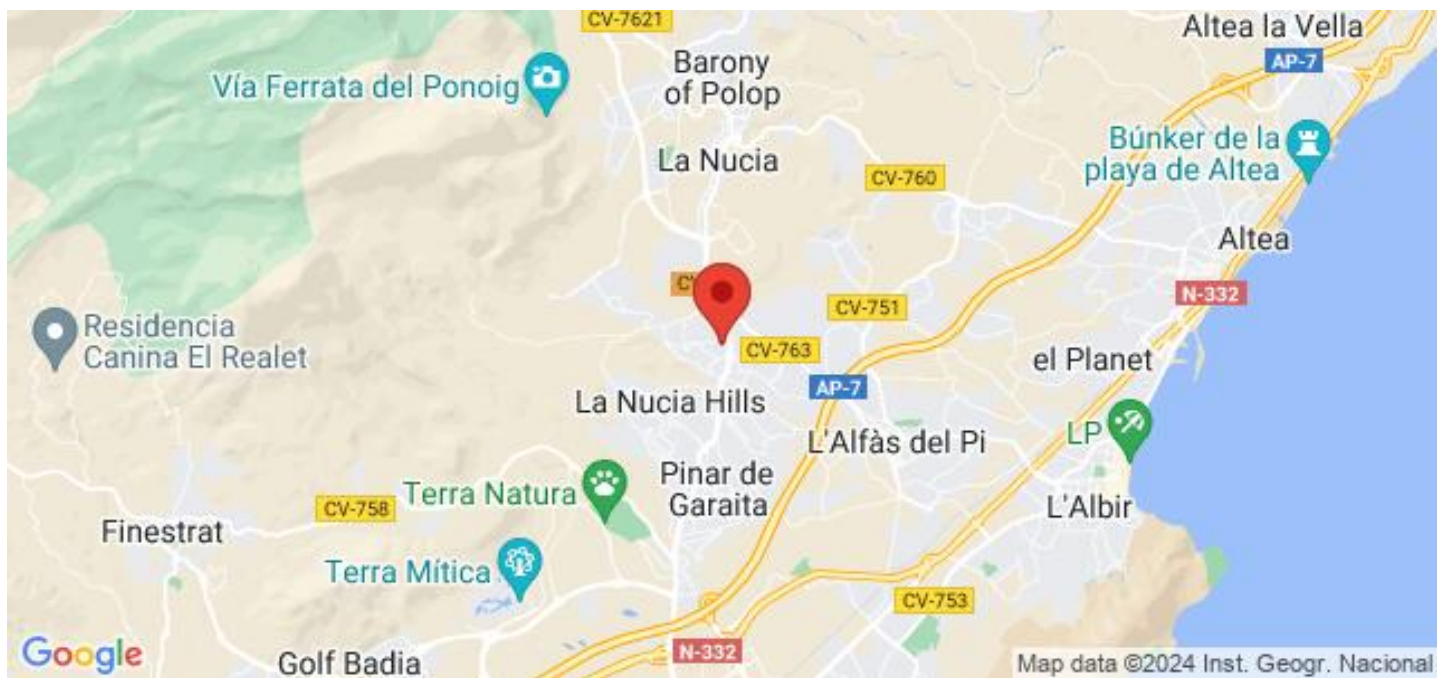 CV-7621
Altea la Vella
AP-7
Barony
of Polop
Vía Ferrata del Ponoig
Búnker de la
playa de Altea
La Nucia
CV-760
Altea
N-332
CV-751
Residencia
Canina El Realet
CV-763
el Planet
AP-7
La Nucia Hills
LP
L'Alfàs del Pi
Pinar de
Garaita
Terra Natura
CV-758
L'Albir
Finestrat
Terra Mítica
CV-753
Google
Golf Badia
N-332
Map data ©2024 Inst. Geogr. Nacional